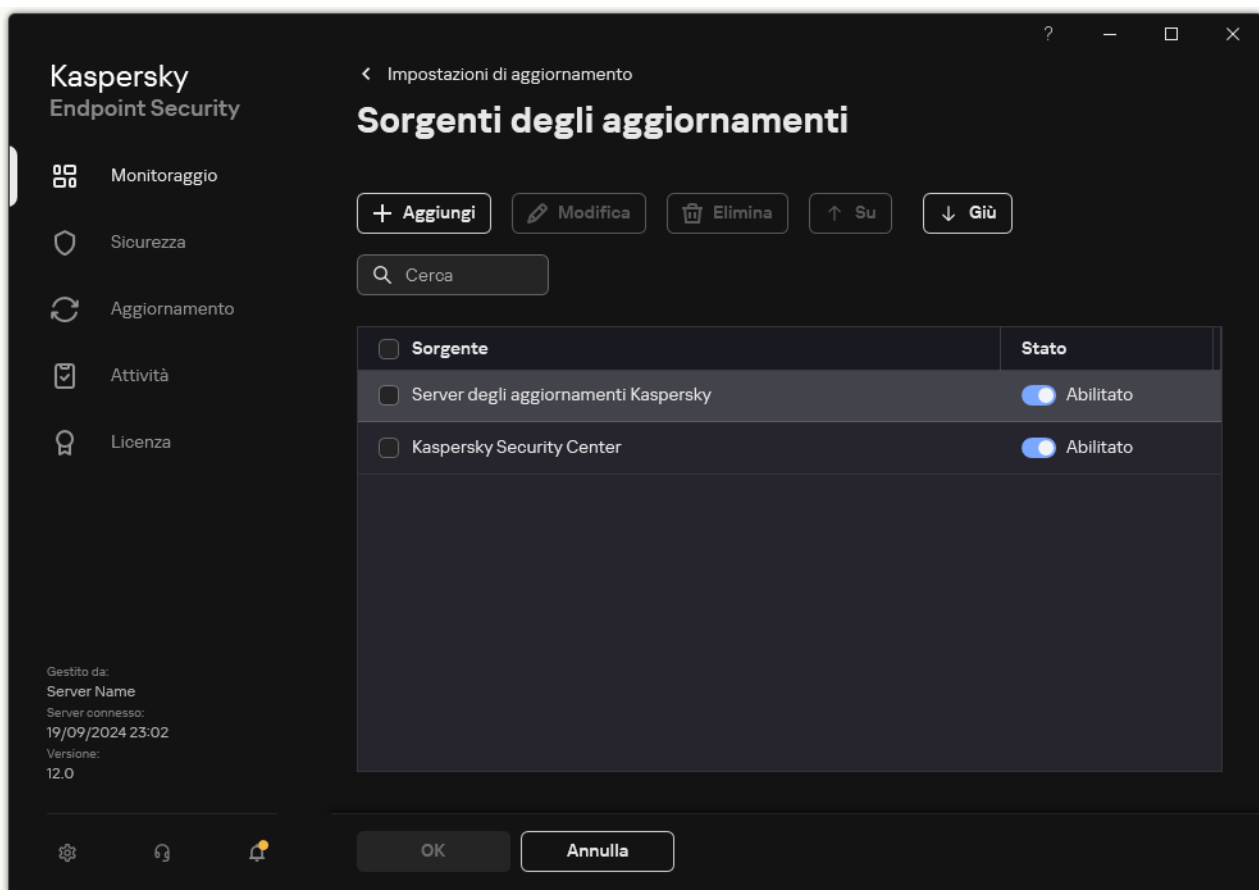 ?
Kaspersky
Endpoint Security
Monitoraggio
Sicurezza
Aggiornamento
Attività
Licenza
Gestito da:
Server Name
Server connesso:
19/09/2024 23:02
Versione:
12.0
Impostazioni di aggiornamento
Sorgenti degli aggiornamenti
Aggiungi
Modifica
Elimina
Su
Giù
Cerca
Sorgente Stato
Server degli aggiornamenti Kaspersky Abilitato
Kaspersky Security Center Abilitato
OK Annulla